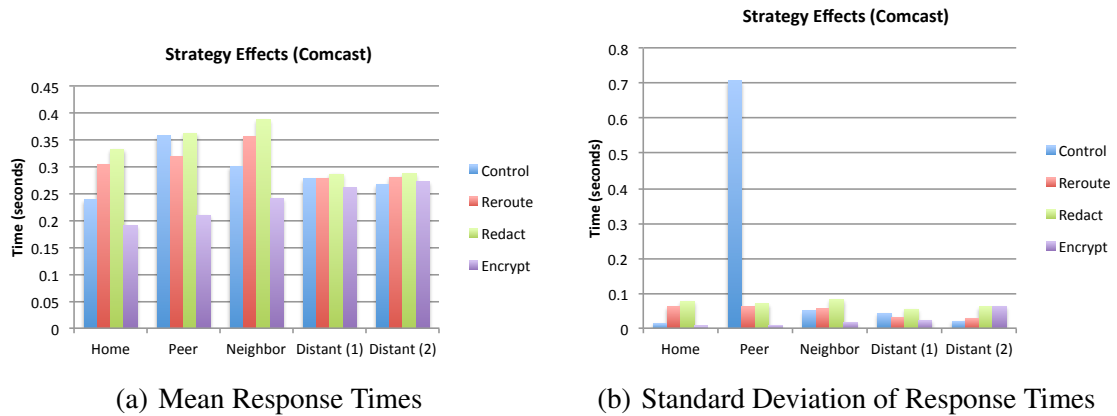 Strategy Effects (Comcast)
Time (seconds)
0.45
0.4
0.35
0.3
0.25
0.2
0.15
0.1
0.05
0
Home Peer Neighbor Distant (1) Distant (2)
Control
Reroute
Redact
Encrypt
(a) Mean Response Times
Strategy Effects (Comcast)
Time (seconds)
0.8
0.7
0.6
0.5
0.4
0.3
0.2
0.1
0
Home Peer Neighbor Distant (1) Distant (2)
Control
Reroute
Redact
Encrypt
(b) Standard Deviation of Response Times